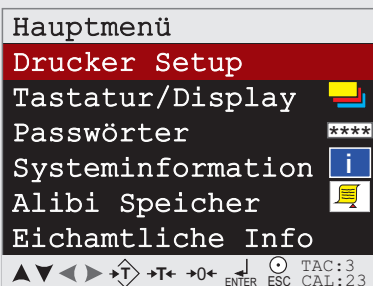 Hauptmenü
Drucker Setup
Tastatur/Display
Passwörter ****
Systeminformation i
Alibi Speicher
Eichamtliche Info
T →T← →0← ENTER ESC TAC:3
CAL:23